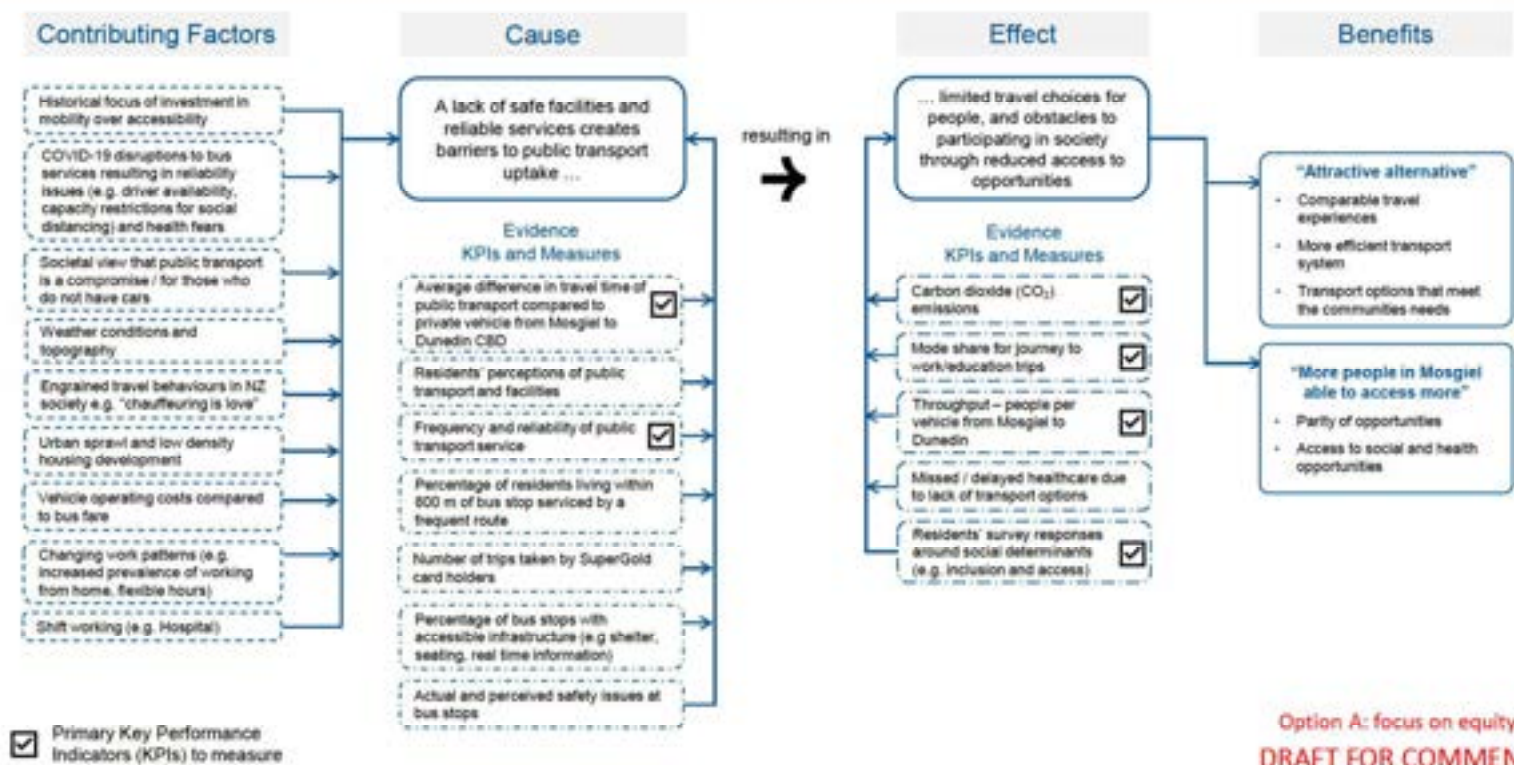 Contributing Factors
Historical focus of investment in
mobility over accessibility
COVID-19 disruptions to bus
services resulting in reliability
issues (e.g. driver availability,
capacity restrictions for social
distancing) and health fears
Societal view that public transport
is a compromise / for those who
do not have cars
Weather conditions and
topography
Engrained travel behaviours in NZ
society e.g. "chauffeuring is love"
Urban sprawl and low density
housing development
Vehicle operating costs compared
to bus fare
Changing work patterns (e.g.
increased prevalence of working
from home, flexible hours)
Shift working (e.g. Hospital)
Primary Key Performance
Indicators (KPIs) to measure
Cause
A lack of safe facilities and
reliable services creates
barriers to public transport
uptake ...
Evidence
KPIs and Measures
Average difference in travel time of
public transport compared to
private vehicle from Mosgiel to
Dunedin CBD
Residents' perceptions of public
transport and facilities
Frequency and reliability of public
transport service
Percentage of residents living within
800 m of bus stop serviced by a
frequent route
Number of trips taken by SuperGold
card holders
Percentage of bus stops with
accessible infrastructure (e.g shelter,
seating, real time information)
Actual and perceived safety issues at
bus stops
resulting in
Effect
... limited travel choices for
people, and obstacles to
participating in society
through reduced access to
opportunities
Evidence
KPIs and Measures
Carbon dioxide (CO₂)
emissions
Mode share for journey to
work/education trips
Throughput – people per
vehicle from Mosgiel to
Dunedin
Missed / delayed healthcare due
to lack of transport options
Residents' survey responses
around social determinants
(e.g. inclusion and access)
Benefits
"Attractive alternative"
• Comparable travel
experiences
• More efficient transport
system
• Transport options that meet
the communities needs
"More people in Mosgiel
able to access more"
• Parity of opportunities
• Access to social and health
opportunities
Option A: focus on equity
DRAFT FOR COMMEN